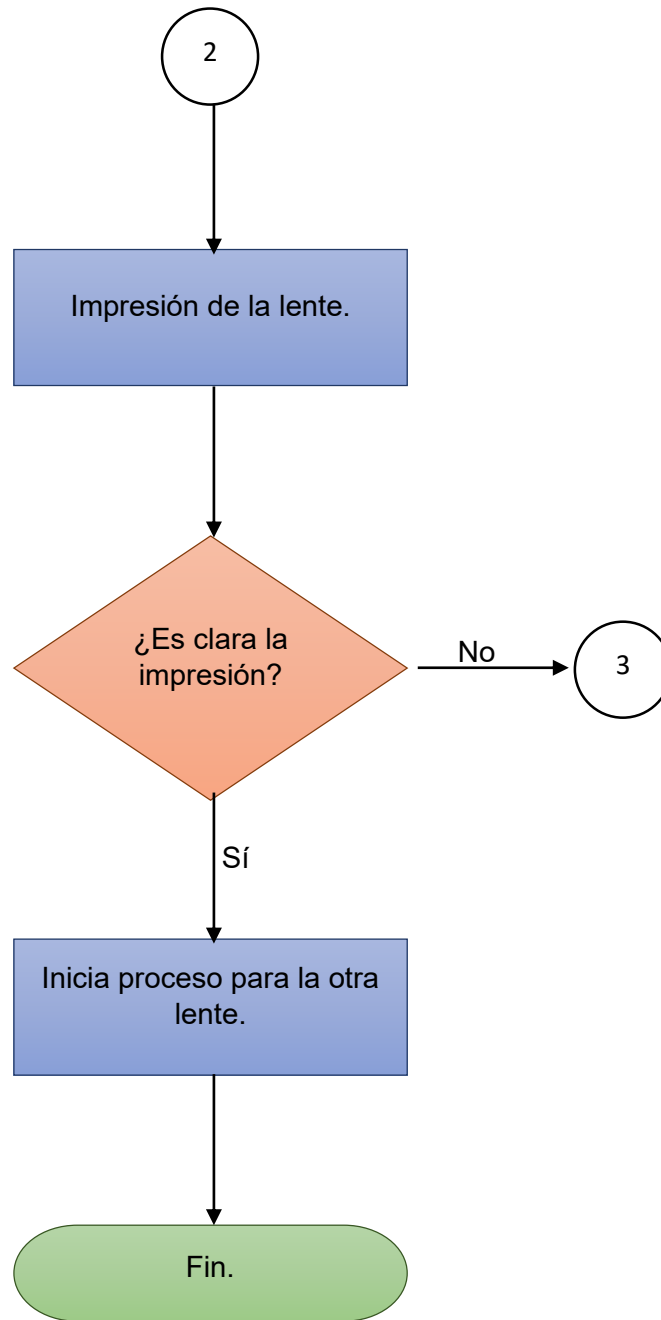 2
Impresión de la lente.
¿Es clara la
impresión?
No
3
Sí
Inicia proceso para la otra
lente.
Fin.